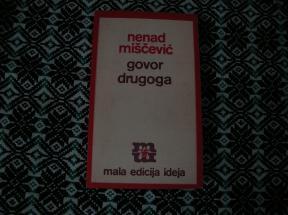 nenad
miščević
govor
drugoga
mala edicija ideja